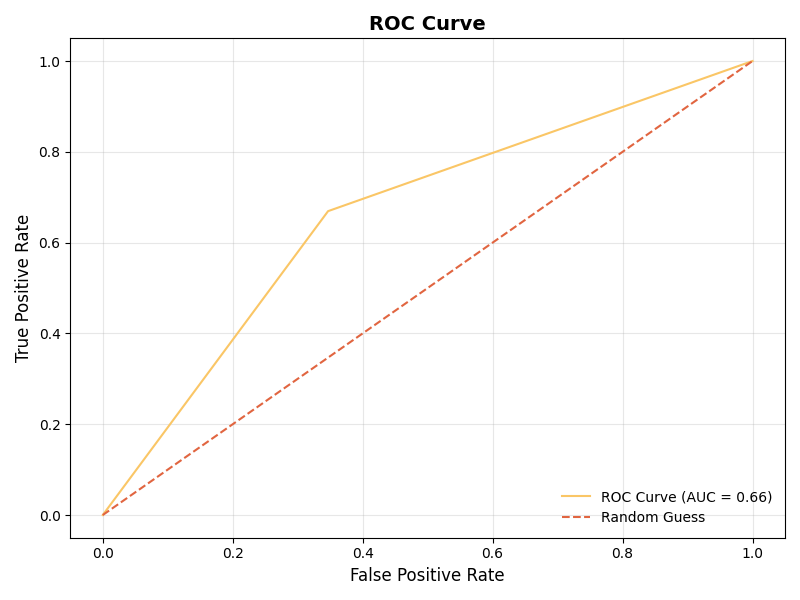 ROC Curve
1.0
0.8
0.6
0.4
0.2
0.0
True Positive Rate
0.0 0.2 0.4 0.6 0.8 1.0
False Positive Rate
ROC Curve (AUC = 0.66)
Random Guess